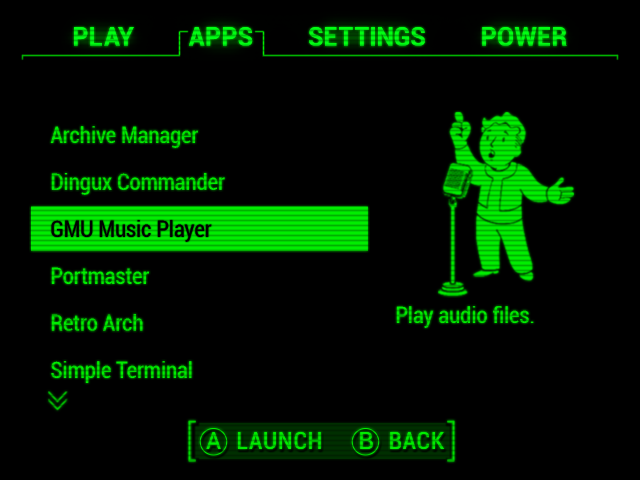 PLAY APPS SETTINGS POWER
Archive Manager
Dingux Commander
GMU Music Player
Portmaster
Retro Arch
Simple Terminal
Play audio files.
A LAUNCH B BACK